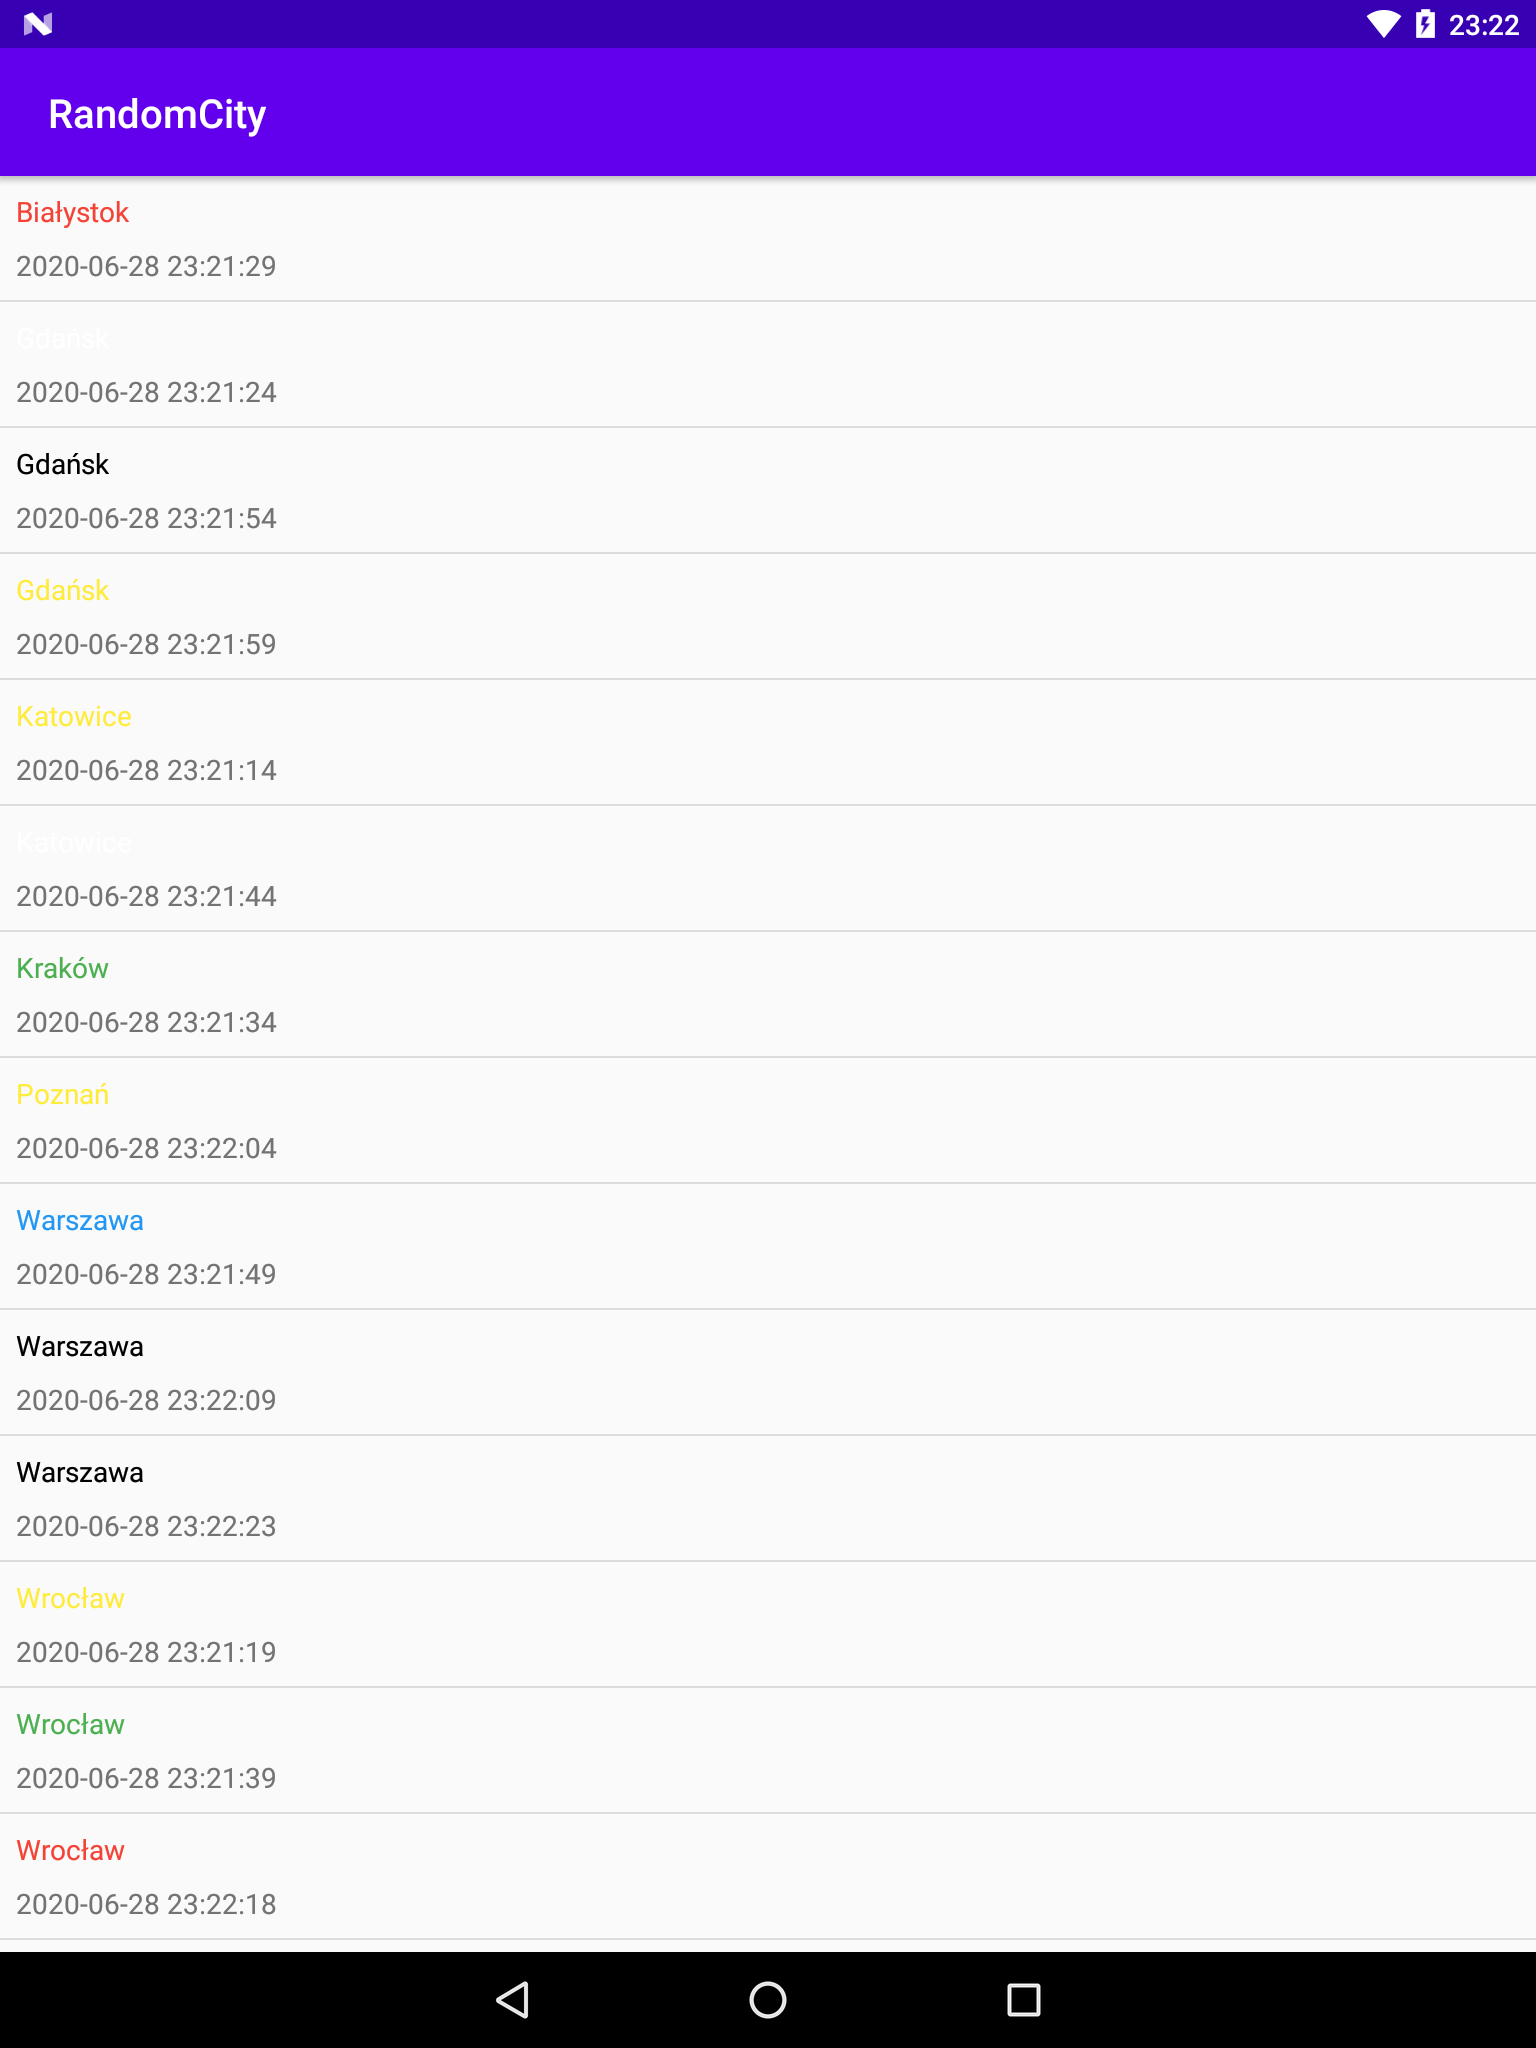 23:22
RandomCity
Białystok
2020-06-28 23:21:29
Gdańsk
2020-06-28 23:21:24
Gdańsk
2020-06-28 23:21:54
Gdańsk
2020-06-28 23:21:59
Katowice
2020-06-28 23:21:14
Katowice
2020-06-28 23:21:44
Kraków
2020-06-28 23:21:34
Poznań
2020-06-28 23:22:04
Warszawa
2020-06-28 23:21:49
Warszawa
2020-06-28 23:22:09
Warszawa
2020-06-28 23:22:23
Wrocław
2020-06-28 23:21:19
Wrocław
2020-06-28 23:21:39
Wrocław
2020-06-28 23:22:18